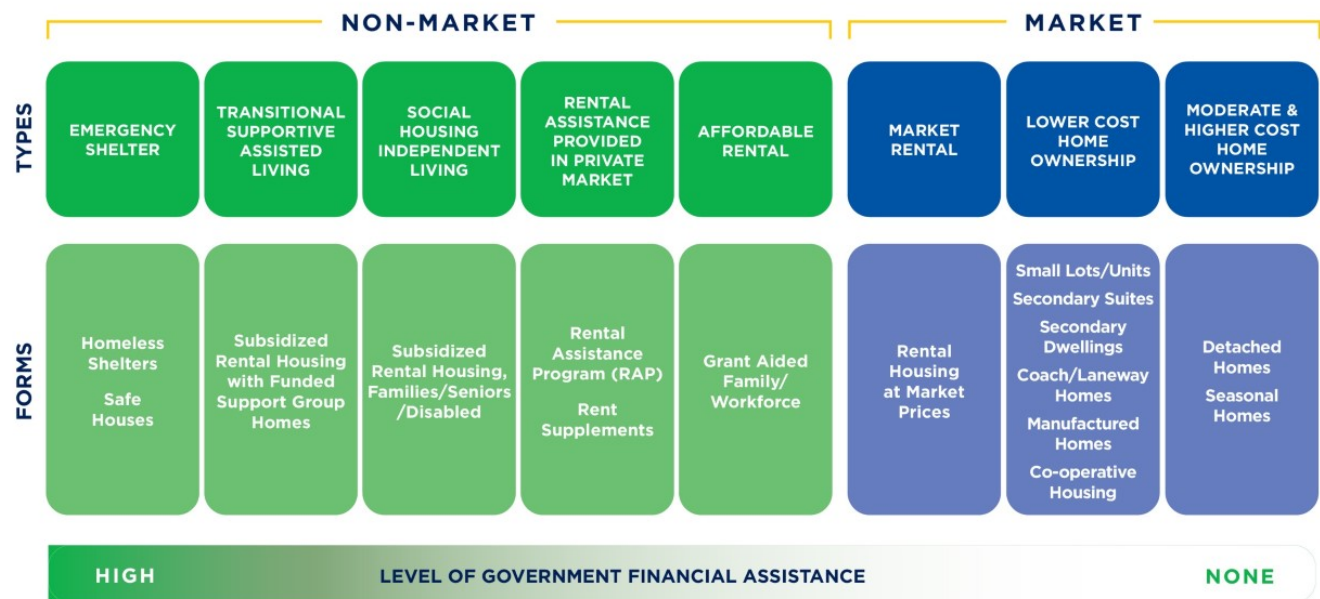 NON-MARKET
MARKET
TYPES
EMERGENCY
SHELTER
TRANSITIONAL
SUPPORTIVE
ASSISTED
LIVING
SOCIAL
HOUSING
INDEPENDENT
LIVING
RENTAL
ASSISTANCE
PROVIDED
IN PRIVATE
MARKET
AFFORDABLE
RENTAL
MARKET
RENTAL
LOWER COST
HOME
OWNERSHIP
MODERATE &
HIGHER COST
HOME
OWNERSHIP
FORMS
Homeless
Shelters
Safe
Houses
Subsidized
Rental Housing
with Funded
Support Group
Homes
Subsidized
Rental Housing,
Families/Seniors
/Disabled
Rental
Assistance
Program (RAP)
Rent
Supplements
Grant Aided
Family/
Workforce
Rental
Housing
at Market
Prices
Small Lots/Units
Secondary Suites
Secondary
Dwellings
Coach/Laneway
Homes
Manufactured
Homes
Co-operative
Housing
Detached
Homes
Seasonal
Homes
HIGH
LEVEL OF GOVERNMENT FINANCIAL ASSISTANCE
NONE